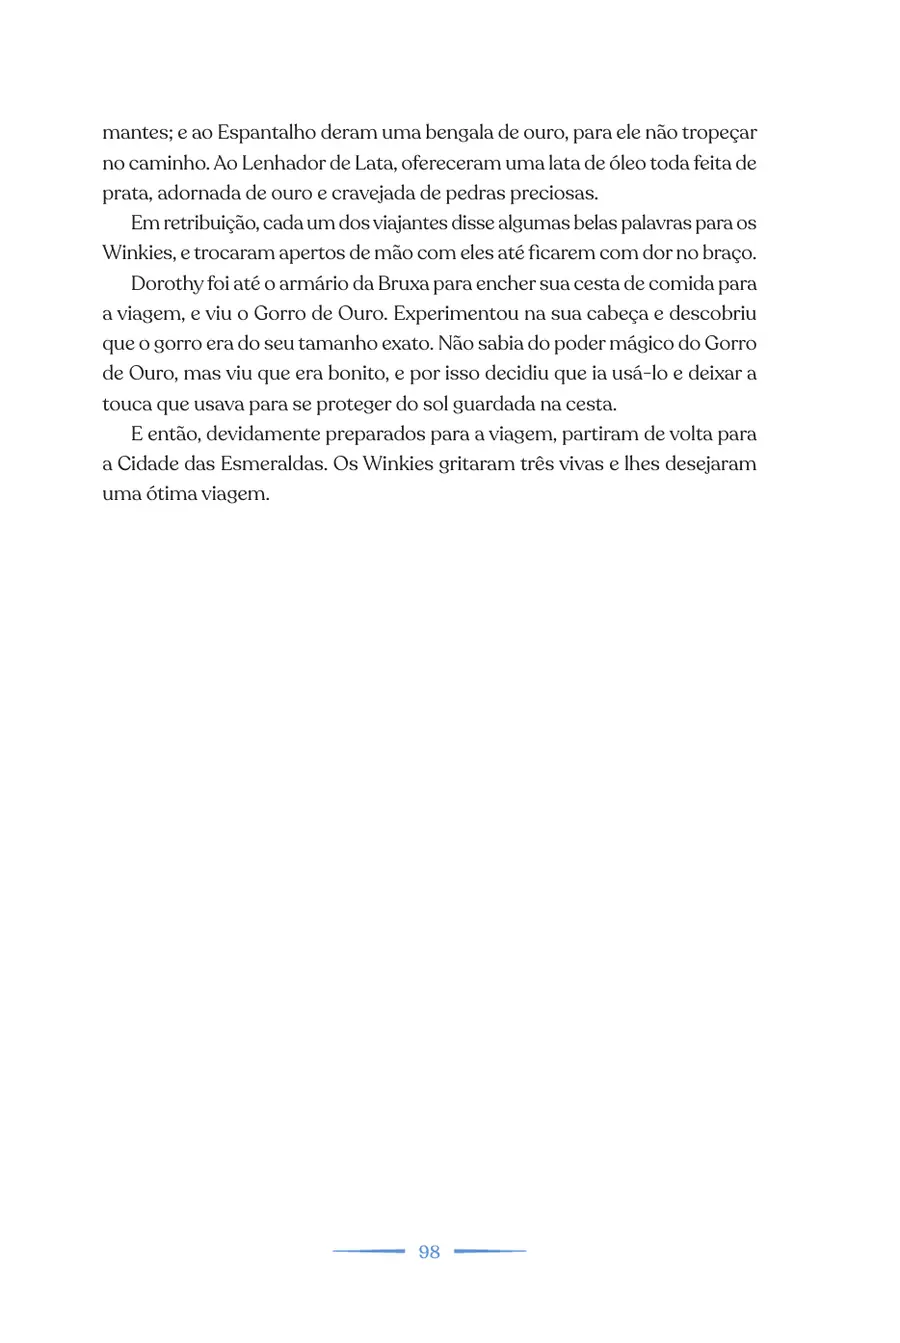 mantes; e ao Espantalho deram uma bengala de ouro, para ele não tropeçar
no caminho. Ao Lenhador de Lata, ofereceram uma lata de óleo toda feita de
prata, adornada de ouro e cravejada de pedras preciosas.
Em retribuição, cada um dos viajantes disse algumas belas palavras para os
Winkies, e trocaram apertos de mão com eles até ficarem com dor no braço.
Dorothy foi até o armário da Bruxa para encher sua cesta de comida para
a viagem, e viu o Gorro de Ouro. Experimentou na sua cabeça e descobriu
que o gorro era do seu tamanho exato. Não sabia do poder mágico do Gorro
de Ouro, mas viu que era bonito, e por isso decidiu que ia usá-lo e deixar a
touca que usava para se proteger do sol guardada na cesta.
E então, devidamente preparados para a viagem, partiram de volta para
a Cidade das Esmeraldas. Os Winkies gritaram três vivas e lhes desejaram
uma ótima viagem.
98